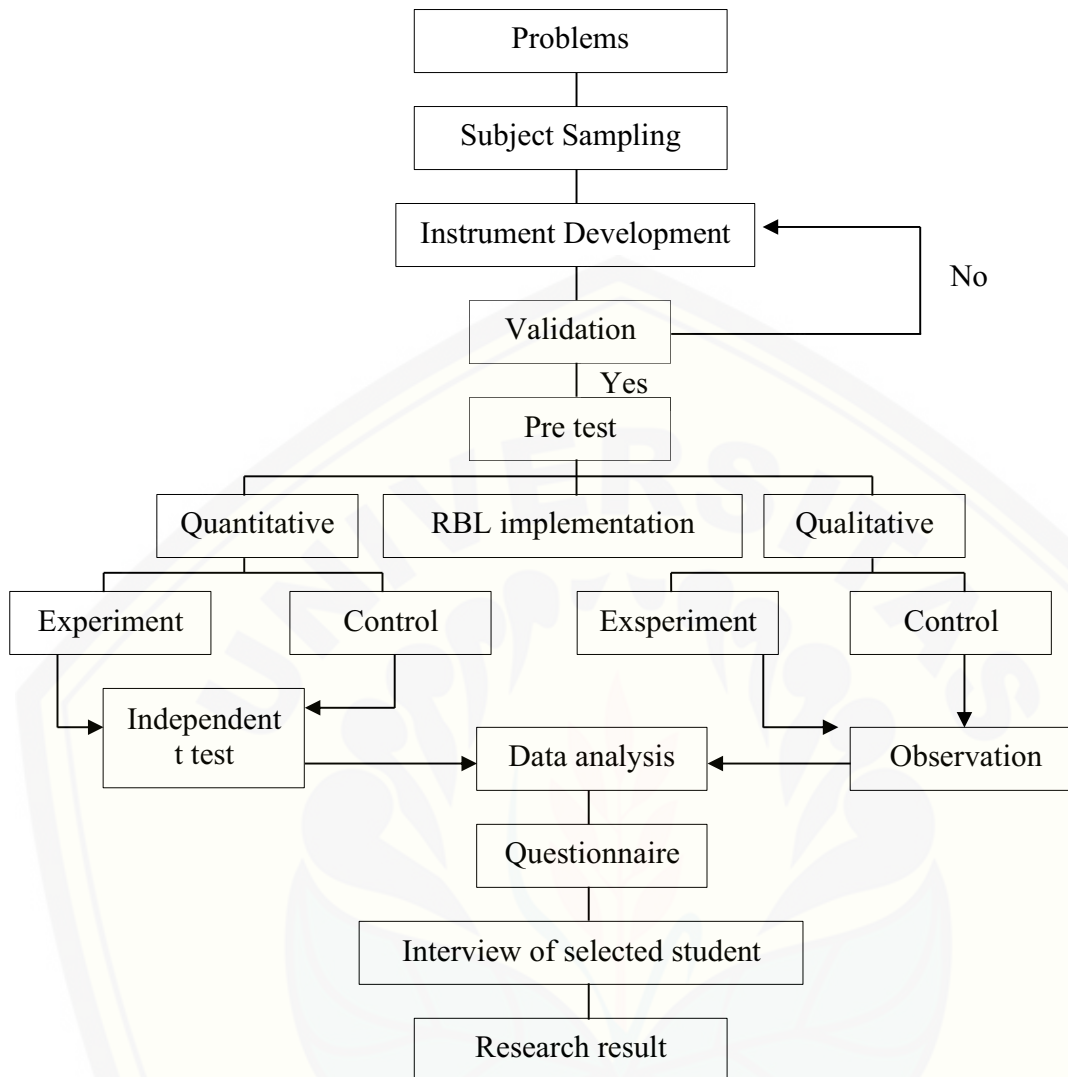 Problems
Subject Sampling
Instrument Development
No
Validation
Yes
Pre test
Quantitative
RBL implementation
Qualitative
Experiment
Control
Exsperiment
Control
Independent
t test
Data analysis
Observation
Questionnaire
Interview of selected student
Research result
UNIVERSITAS